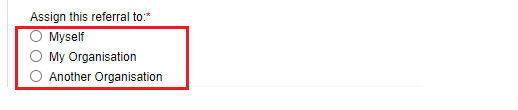 Assign this referral to:*
Myself
My Organisation
Another Organisation